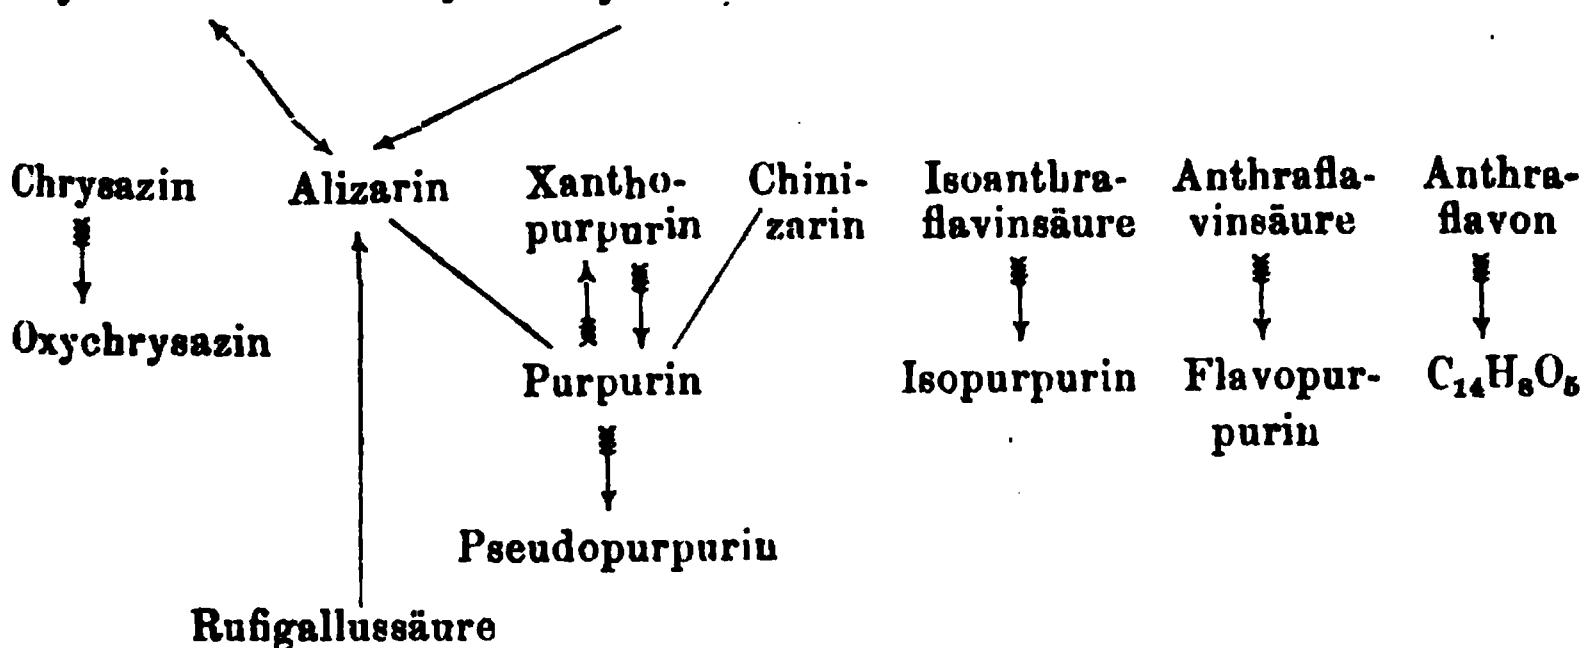 Chrysazin Alizarin Xantho- Chini- Isoanthra- Anthrafla- Anthra-
purpurin zarin flavinsäure vinsäure flavon
Oxychrysazin
Purpurin Isopurpurin Flavopur- C₁₄H₈O₅
purin
Pseudopurpurin
Rufigallussäure